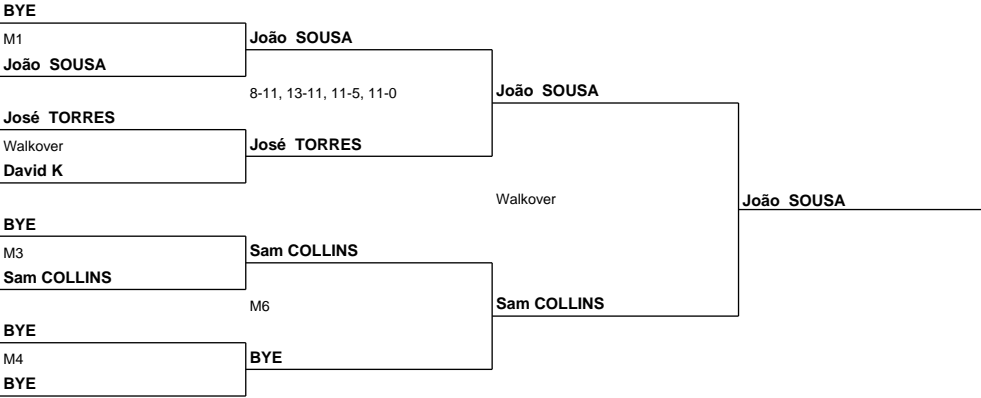 BYE
M1
João SOUSA
João SOUSA
8-11, 13-11, 11-5, 11-0
João SOUSA
José TORRES
Walkover
José TORRES
David K
Walkover
João SOUSA
BYE
M3
Sam COLLINS
Sam COLLINS
M6
Sam COLLINS
BYE
M4
BYE
BYE